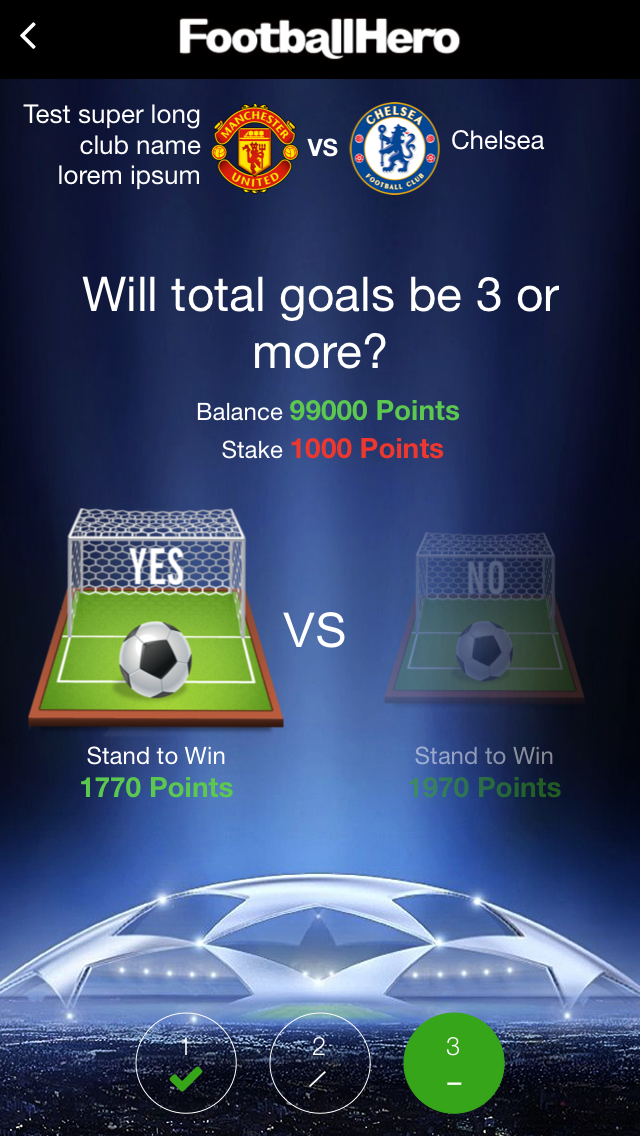 FootballHero
Test super long
club name
lorem ipsum
MANCHESTER
UNITED
VS
CHELSEA
FOOTBALL CLUB
Chelsea
Will total goals be 3 or
more?
Balance 99000 Points
Stake 1000 Points
YES
VS
NO
Stand to Win
1770 Points
Stand to Win
1970 Points
1
2
3